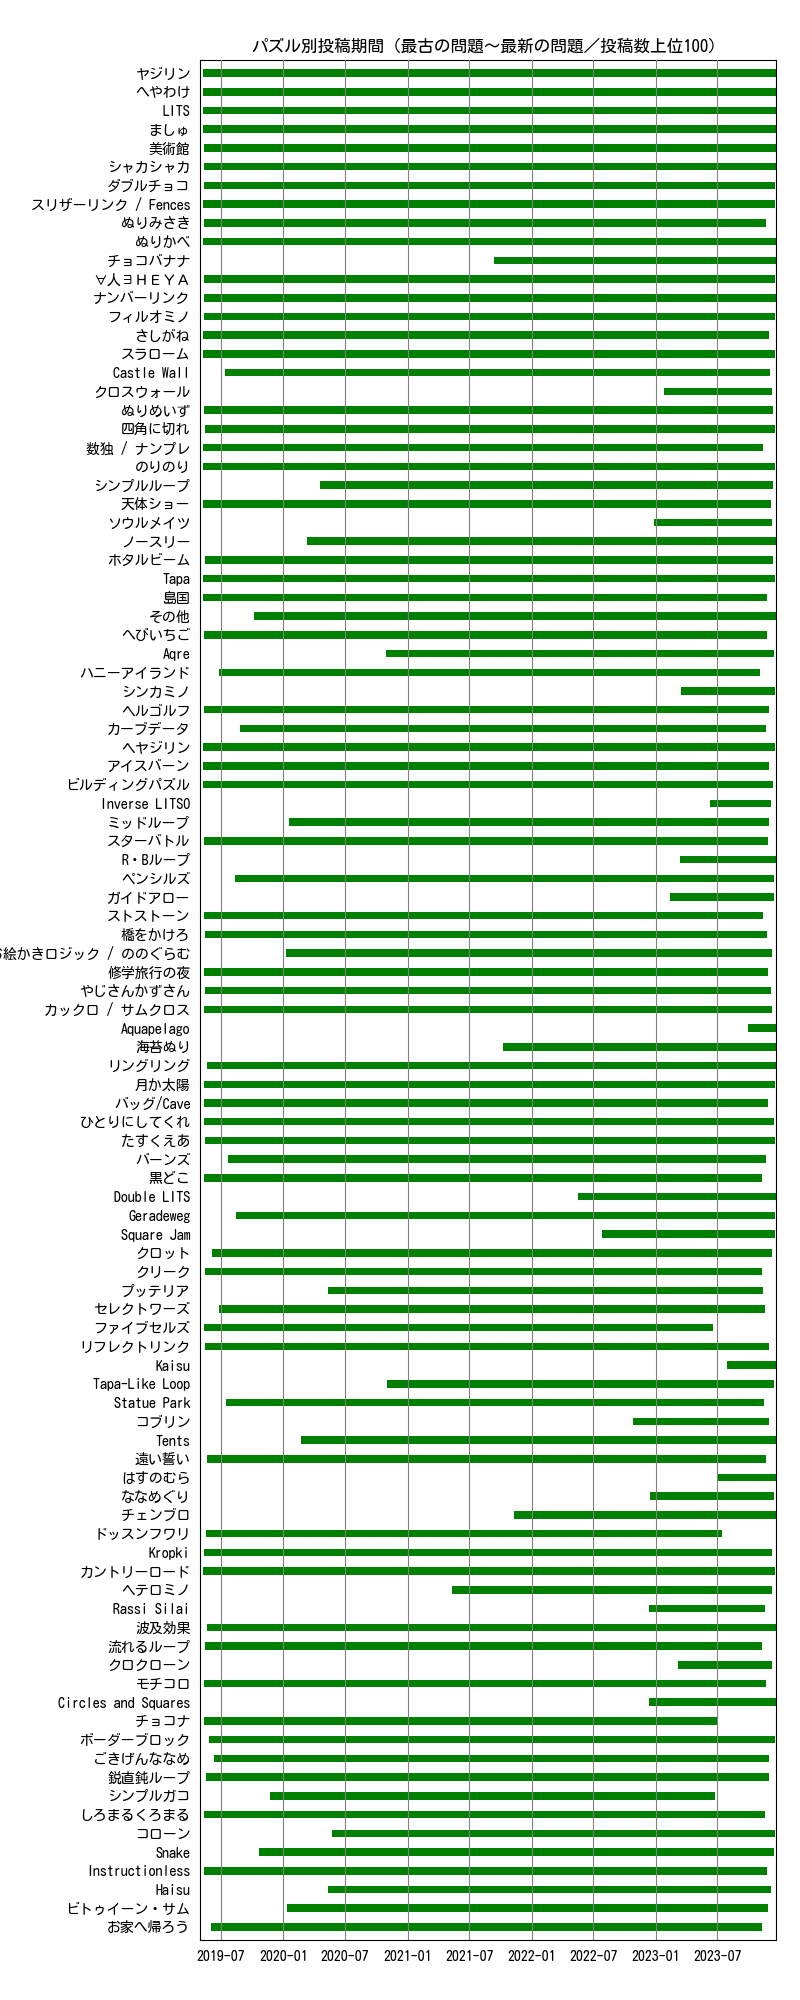 パズル別投稿期間（最古の問題～最新の問題／投稿数上位100）
ヤジリン
へやわけ
LITS
ましゅ
美術館
シャカシャカ
ダブルチョコ
スリザーリンク / Fences
ぬりみさき
ぬりかべ
チョコバナナ
∀人∃ＨＥＹＡ
ナンバーリンク
フィルオミノ
さしがね
スラローム
Castle Wall
クロスウォール
ぬりめいず
四角に切れ
数独 / ナンプレ
のりのり
シンプルループ
天体ショー
ソウルメイツ
ノースリー
ホタルビーム
Tapa
島国
その他
へびいちご
Aqre
ハニーアイランド
シンカミノ
ヘルゴルフ
カーブデータ
ヘヤジリン
アイスバーン
ビルディングパズル
Inverse LITSO
ミッドループ
スターバトル
R・Bループ
ペンシルズ
ガイドアロー
ストストーン
橋をかけろ
絵かきロジック / ののぐらむ
修学旅行の夜
やじさんかずさん
カックロ / サムクロス
Aquapelago
海苔ぬり
リングリング
月か太陽
バッグ/Cave
ひとりにしてくれ
たすくえあ
バーンズ
黒どこ
Double LITS
Geradeweg
Square Jam
クロット
クリーク
プッテリア
セレクトワーズ
ファイブセルズ
リフレクトリンク
Kaisu
Tapa-Like Loop
Statue Park
コブリン
Tents
遠い誓い
はすのむら
ななめぐり
チェンブロ
ドッスンフワリ
Kropki
カントリーロード
ヘテロミノ
Rassi Silai
波及効果
流れるループ
クロクローン
モチコロ
Circles and Squares
チョコナ
ボーダーブロック
ごきげんななめ
鋭直鈍ループ
シンプルガコ
しろまるくろまる
コローン
Snake
Instructionless
Haisu
ビトゥイーン・サム
お家へ帰ろう
2019-07 2020-01 2020-07 2021-01 2021-07 2022-01 2022-07 2023-01 2023-07